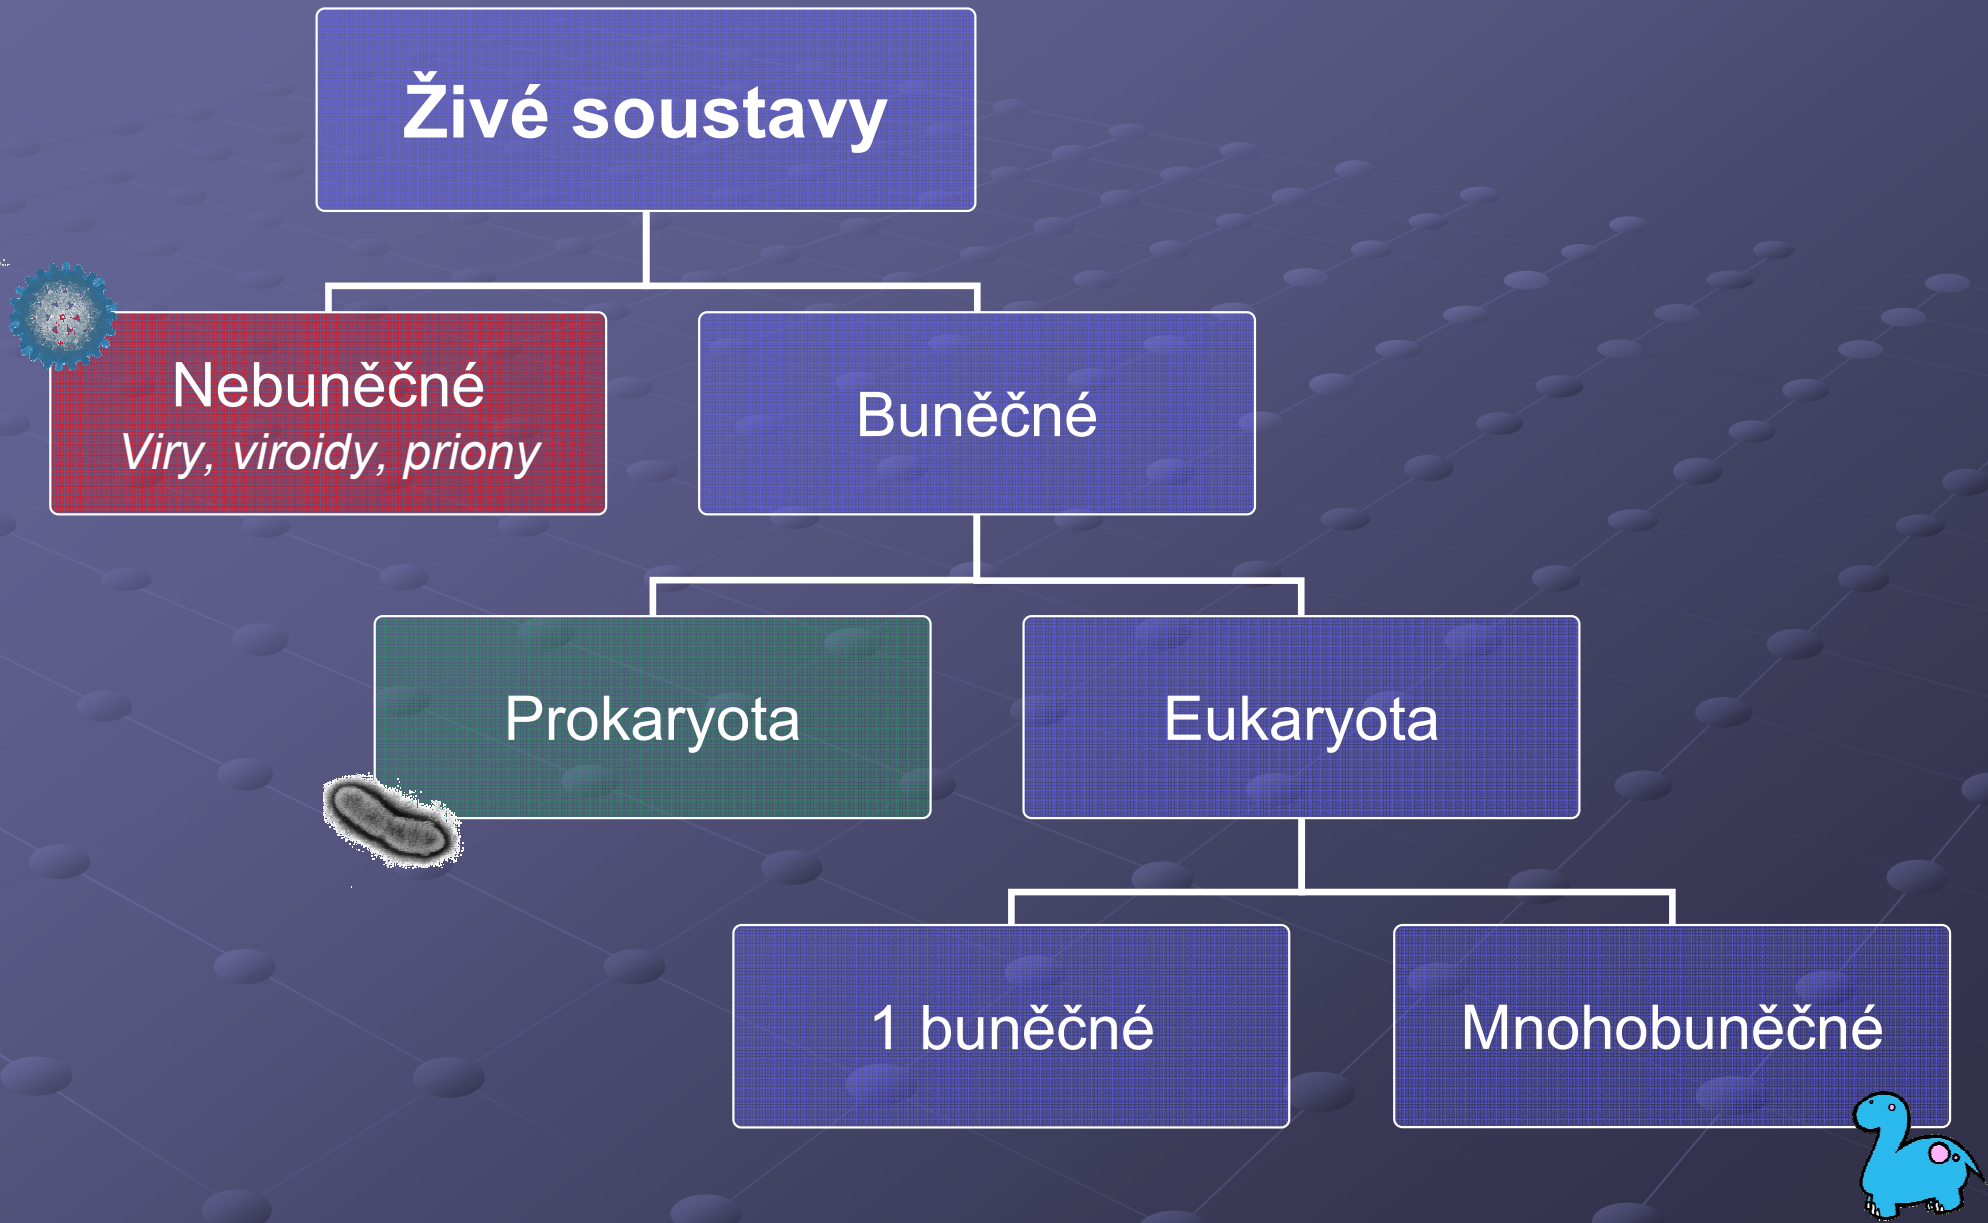 Živé soustavy
Nebuněčné
Viry, viroidy, priony
Buněčné
Prokaryota
Eukaryota
1 buněčné
Mnohobuněčné